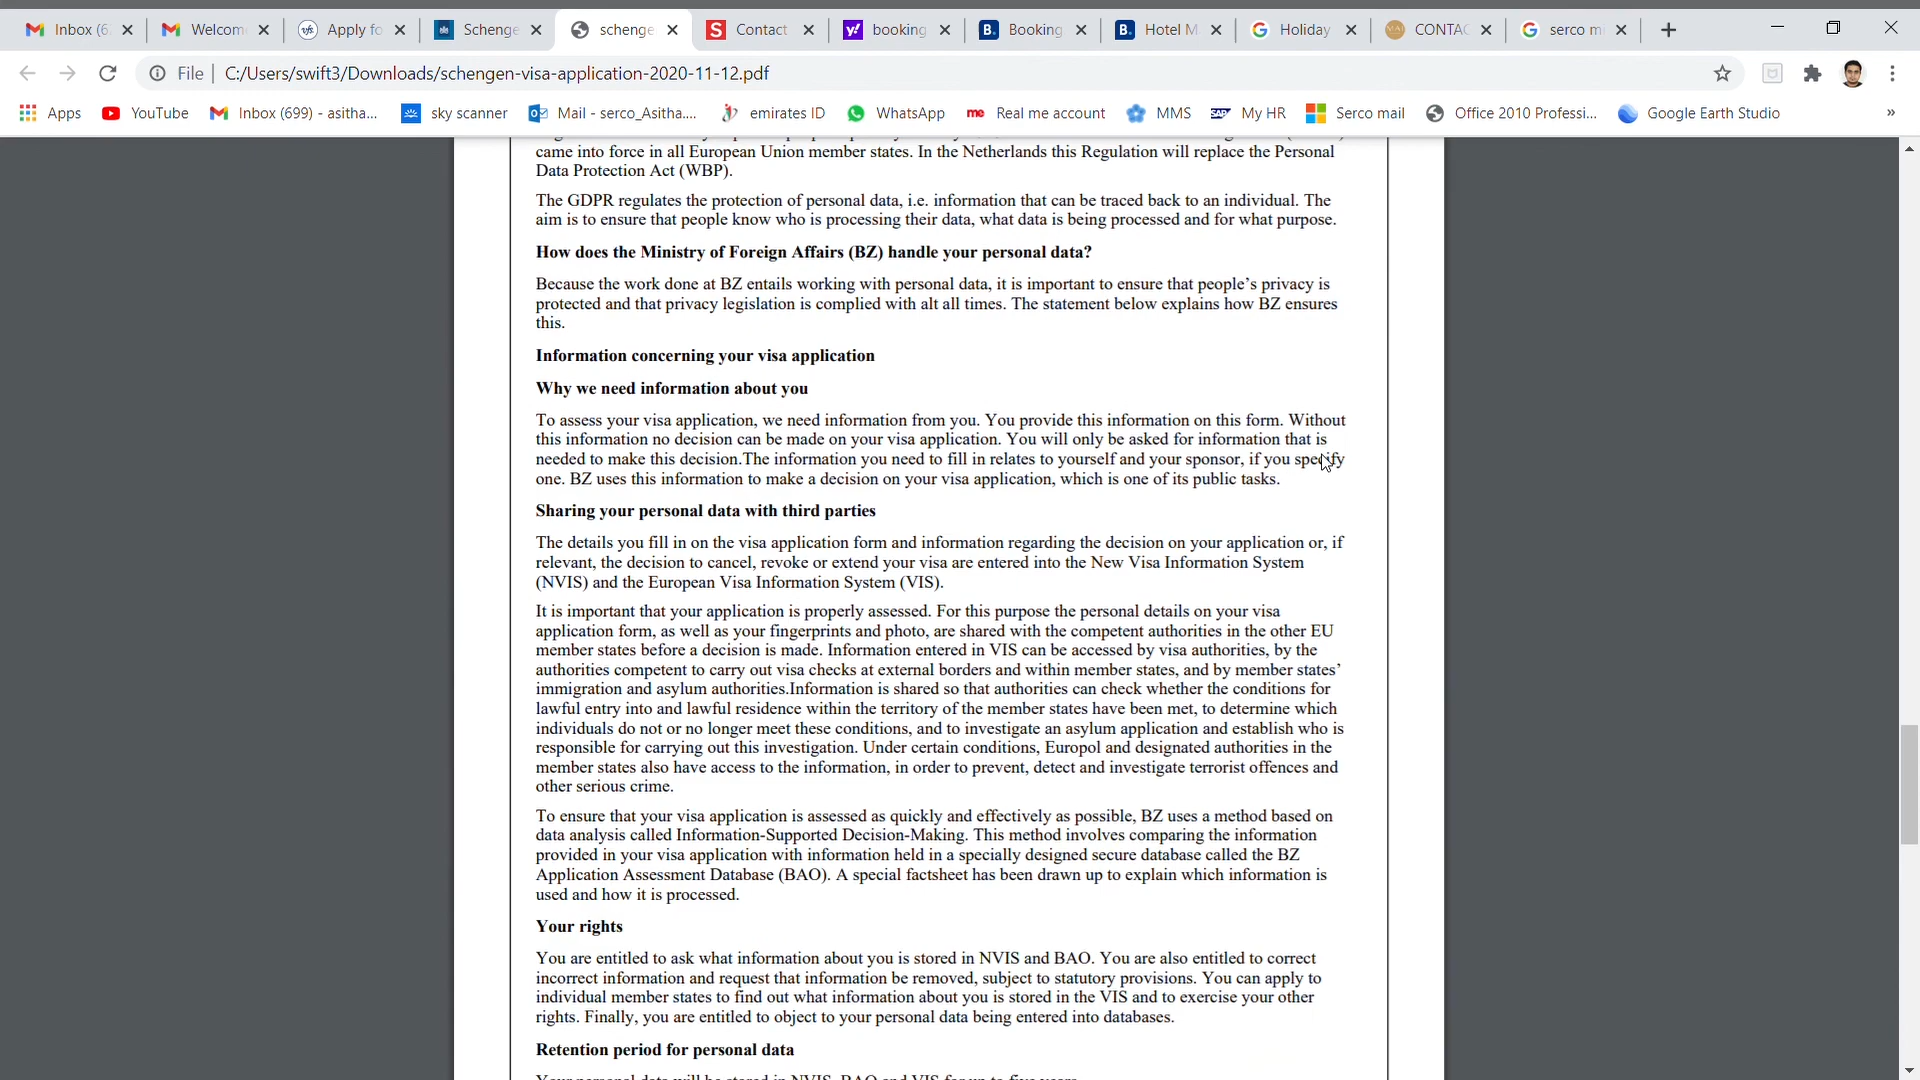 Inbox (6
Welcom
Apply fo
Schenge
schenge
Contact
booking
Booking
Hotel M
Holiday
CONTAC
serco m
File
C:/Users/swift3/Downloads/schengen-visa-application-2020-11-12.pdf
Apps
YouTube
Inbox (699) - asitha...
sky scanner
Mail - serco_Asitha....
emirates ID
WhatsApp
me Real me account
MMS
SAP My HR
Serco mail
Office 2010 Professi...
Google Earth Studio
»
came into force in all European Union member states. In the Netherlands this Regulation will replace the Personal
Data Protection Act (WBP).
The GDPR regulates the protection of personal data, i.e. information that can be traced back to an individual. The
aim is to ensure that people know who is processing their data, what data is being processed and for what purpose.
How does the Ministry of Foreign Affairs (BZ) handle your personal data?
Because the work done at BZ entails working with personal data, it is important to ensure that people’s privacy is
protected and that privacy legislation is complied with alt all times. The statement below explains how BZ ensures
this.
Information concerning your visa application
Why we need information about you
To assess your visa application, we need information from you. You provide this information on this form. Without
this information no decision can be made on your visa application. You will only be asked for information that is
needed to make this decision.The information you need to fill in relates to yourself and your sponsor, if you specify
one. BZ uses this information to make a decision on your visa application, which is one of its public tasks.
Sharing your personal data with third parties
The details you fill in on the visa application form and information regarding the decision on your application or, if
relevant, the decision to cancel, revoke or extend your visa are entered into the New Visa Information System
(NVIS) and the European Visa Information System (VIS).
It is important that your application is properly assessed. For this purpose the personal details on your visa
application form, as well as your fingerprints and photo, are shared with the competent authorities in the other EU
member states before a decision is made. Information entered in VIS can be accessed by visa authorities, by the
authorities competent to carry out visa checks at external borders and within member states, and by member states’
immigration and asylum authorities.Information is shared so that authorities can check whether the conditions for
lawful entry into and lawful residence within the territory of the member states have been met, to determine which
individuals do not or no longer meet these conditions, and to investigate an asylum application and establish who is
responsible for carrying out this investigation. Under certain conditions, Europol and designated authorities in the
member states also have access to the information, in order to prevent, detect and investigate terrorist offences and
other serious crime.
To ensure that your visa application is assessed as quickly and effectively as possible, BZ uses a method based on
data analysis called Information-Supported Decision-Making. This method involves comparing the information
provided in your visa application with information held in a specially designed secure database called the BZ
Application Assessment Database (BAO). A special factsheet has been drawn up to explain which information is
used and how it is processed.
Your rights
You are entitled to ask what information about you is stored in NVIS and BAO. You are also entitled to correct
incorrect information and request that information be removed, subject to statutory provisions. You can apply to
individual member states to find out what information about you is stored in the VIS and to exercise your other
rights. Finally, you are entitled to object to your personal data being entered into databases.
Retention period for personal data
Your personal data will be stored in NVIS, BAO and VIS for up to five years.